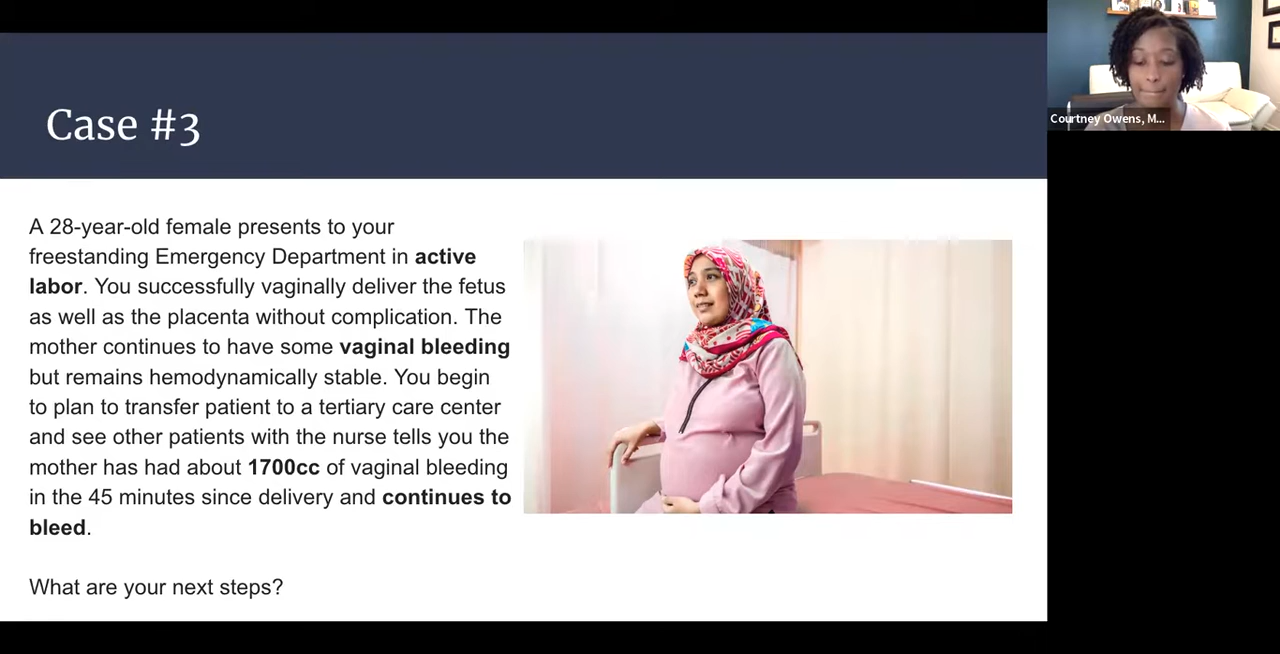 Case #3
Courtney Owens, M...
A 28-year-old female presents to your
freestanding Emergency Department in active
labor. You successfully vaginally deliver the fetus
as well as the placenta without complication. The
mother continues to have some vaginal bleeding
but remains hemodynamically stable. You begin
to plan to transfer patient to a tertiary care center
and see other patients with the nurse tells you the
mother has had about 1700cc of vaginal bleeding
in the 45 minutes since delivery and continues to
bleed.
What are your next steps?